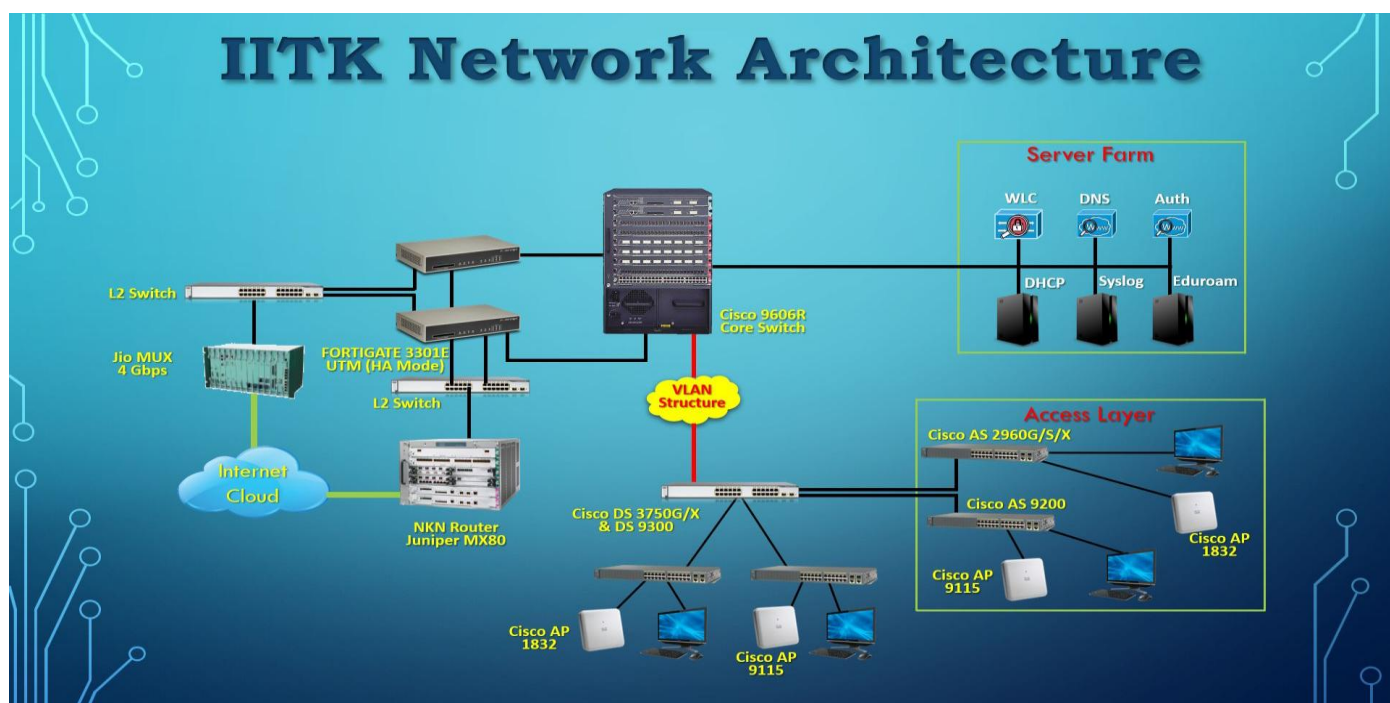 IITK Network Architecture
Server Farm
WLC
DNS
Auth
DHCP
Syslog
Eduroam
L2 Switch
Cisco 9606R
Core Switch
Jio MUX
4 Gbps
FORTIGATE 3301E
UTM (HA Mode)
L2 Switch
VLAN
Structure
Internet
Cloud
NKN Router
Juniper MX80
Access Layer
Cisco AS 2960G/S/X
Cisco AS 9200
Cisco DS 3750G/X
& DS 9300
Cisco AP
1832
Cisco AP
9115
Cisco AP
1832
Cisco AP
9115